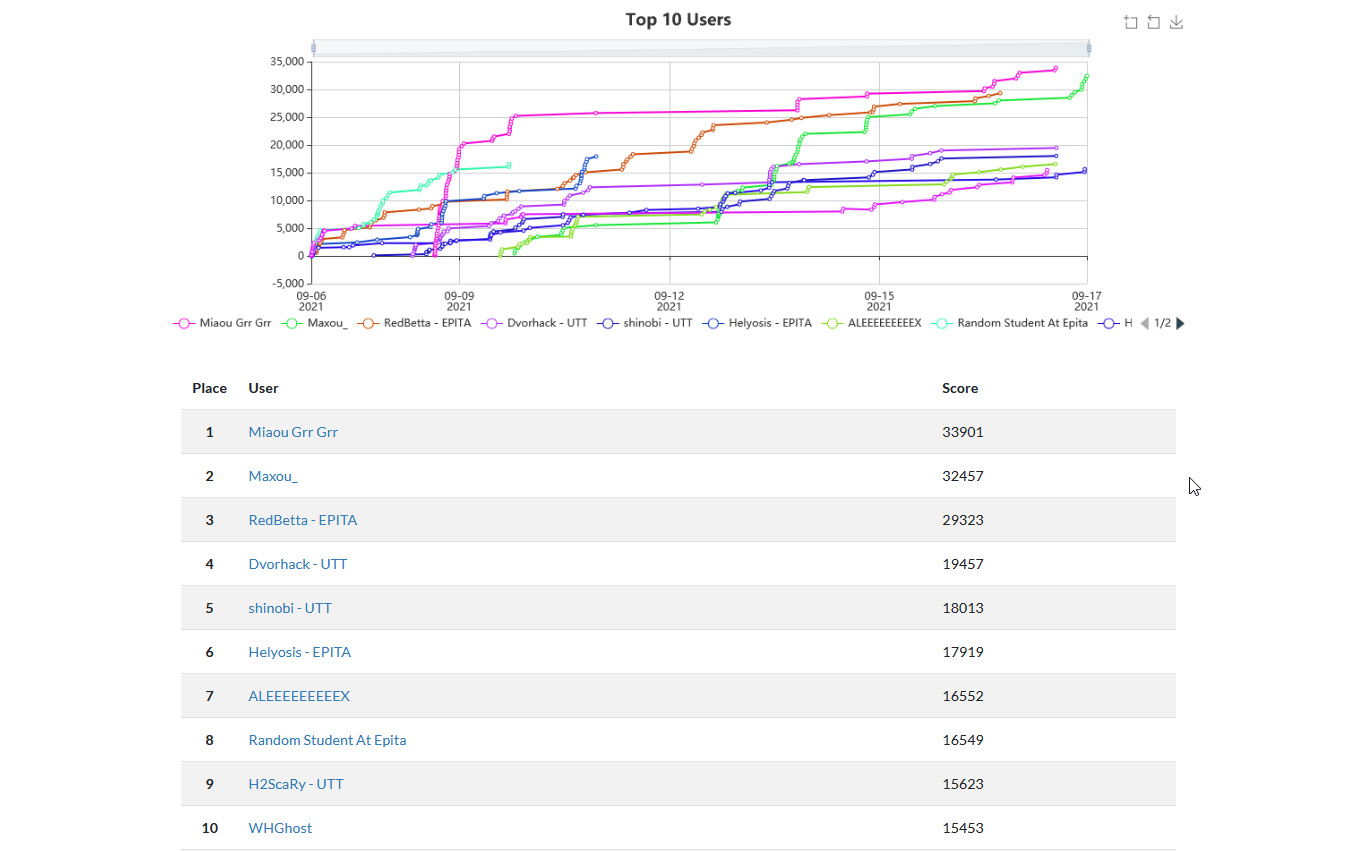 Top 10 Users
35,000
30,000
25,000
20,000
15,000
10,000
5,000
0
-5,000
09-06 09-09 09-12 09-15 09-17
2021 2021 2021 2021 2021
Miaou Grr Grr Maxou_ RedBetta - EPITA Dvorhack - UTT shinobi - UTT Helyosis - EPITA ALEEEEEEEEEX Random Student At Epita H 1/2
Place User Score
1 Miaou Grr Grr 33901
2 Maxou_ 32457
3 RedBetta - EPITA 29323
4 Dvorhack - UTT 19457
5 shinobi - UTT 18013
6 Helyosis - EPITA 17919
7 ALEEEEEEEEEX 16552
8 Random Student At Epita 16549
9 H2ScaRy - UTT 15623
10 WHGhost 15453